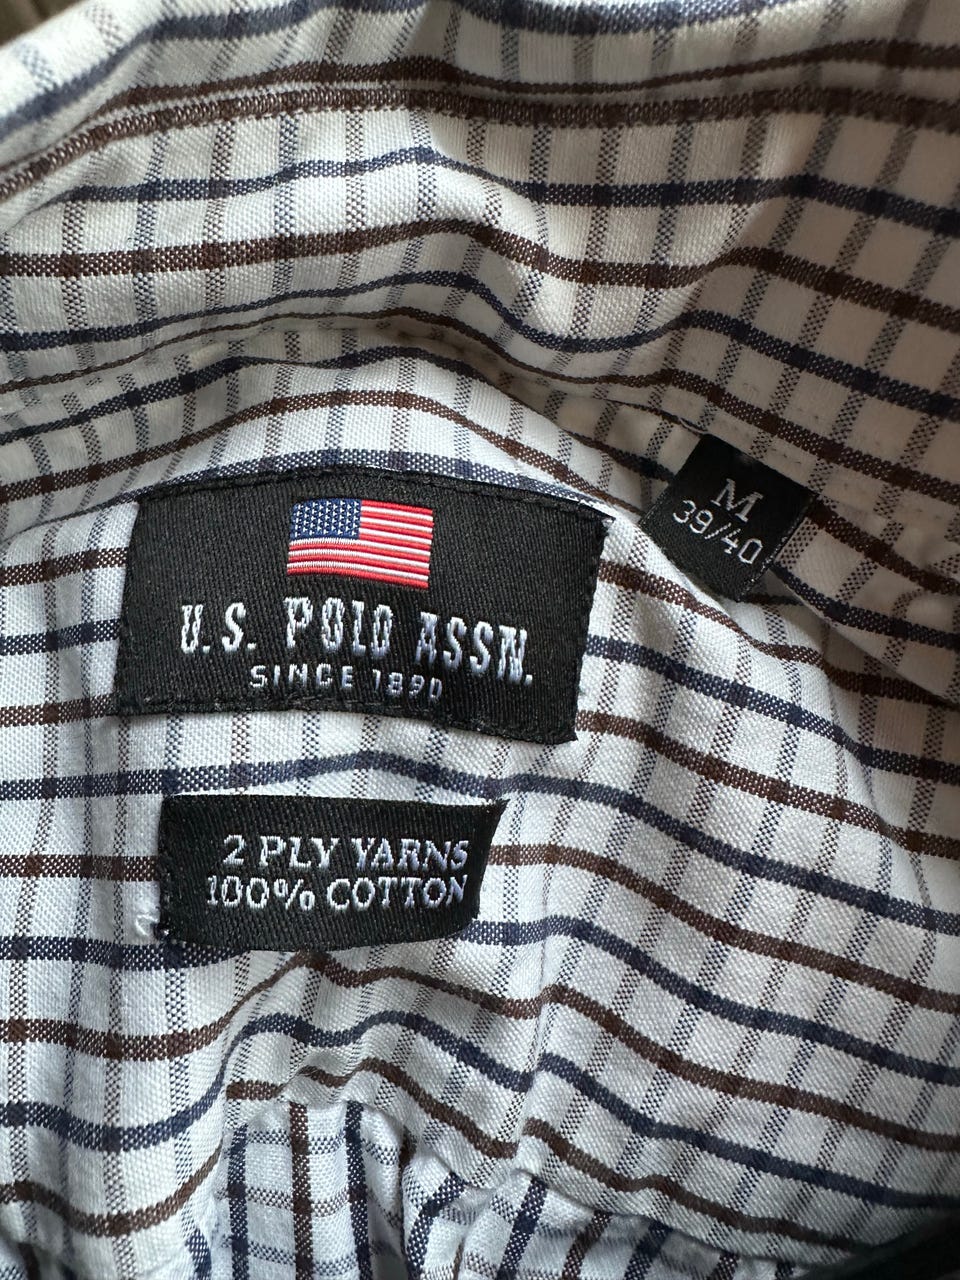 U.S. POLO ASSN.
SINCE 1890
M
39/40
2 PLY YARNS
100% COTTON